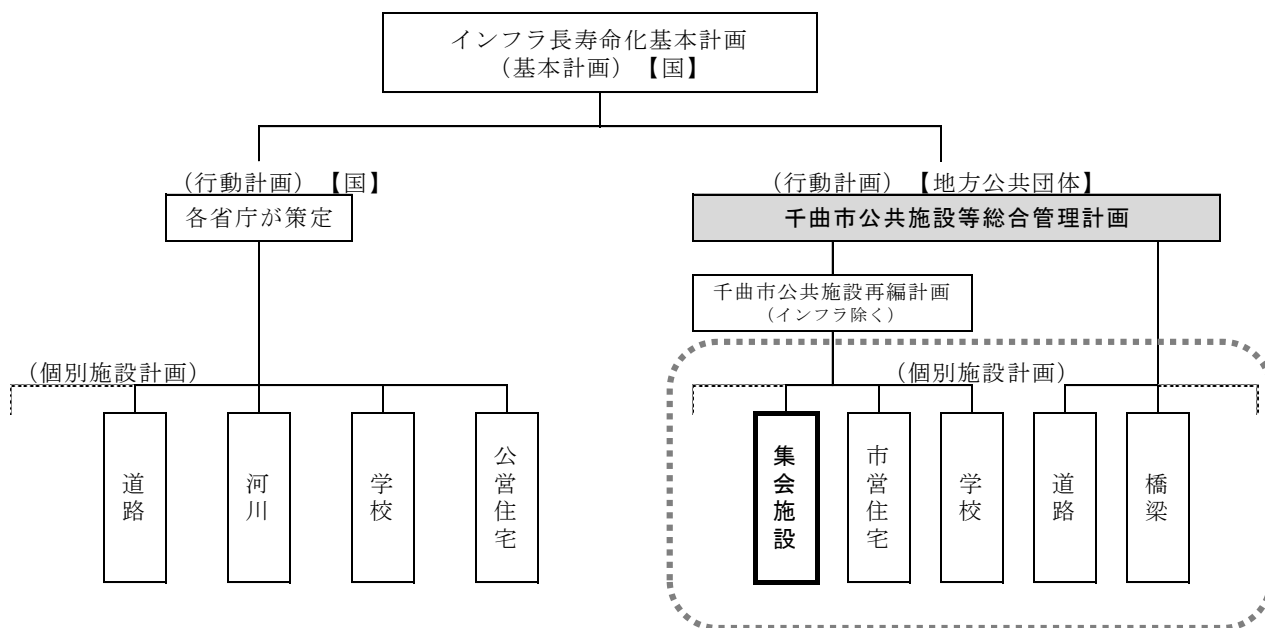 インフラ長寿命化基本計画
（基本計画）【国】
（行動計画）【国】
各省庁が策定
（行動計画）【地方公共団体】
千曲市公共施設等総合管理計画
千曲市公共施設再編計画
（インフラ除く）
（個別施設計画）
道路
河川
学校
公営住宅
（個別施設計画）
集会施設
市営住宅
学校
道路
橋梁